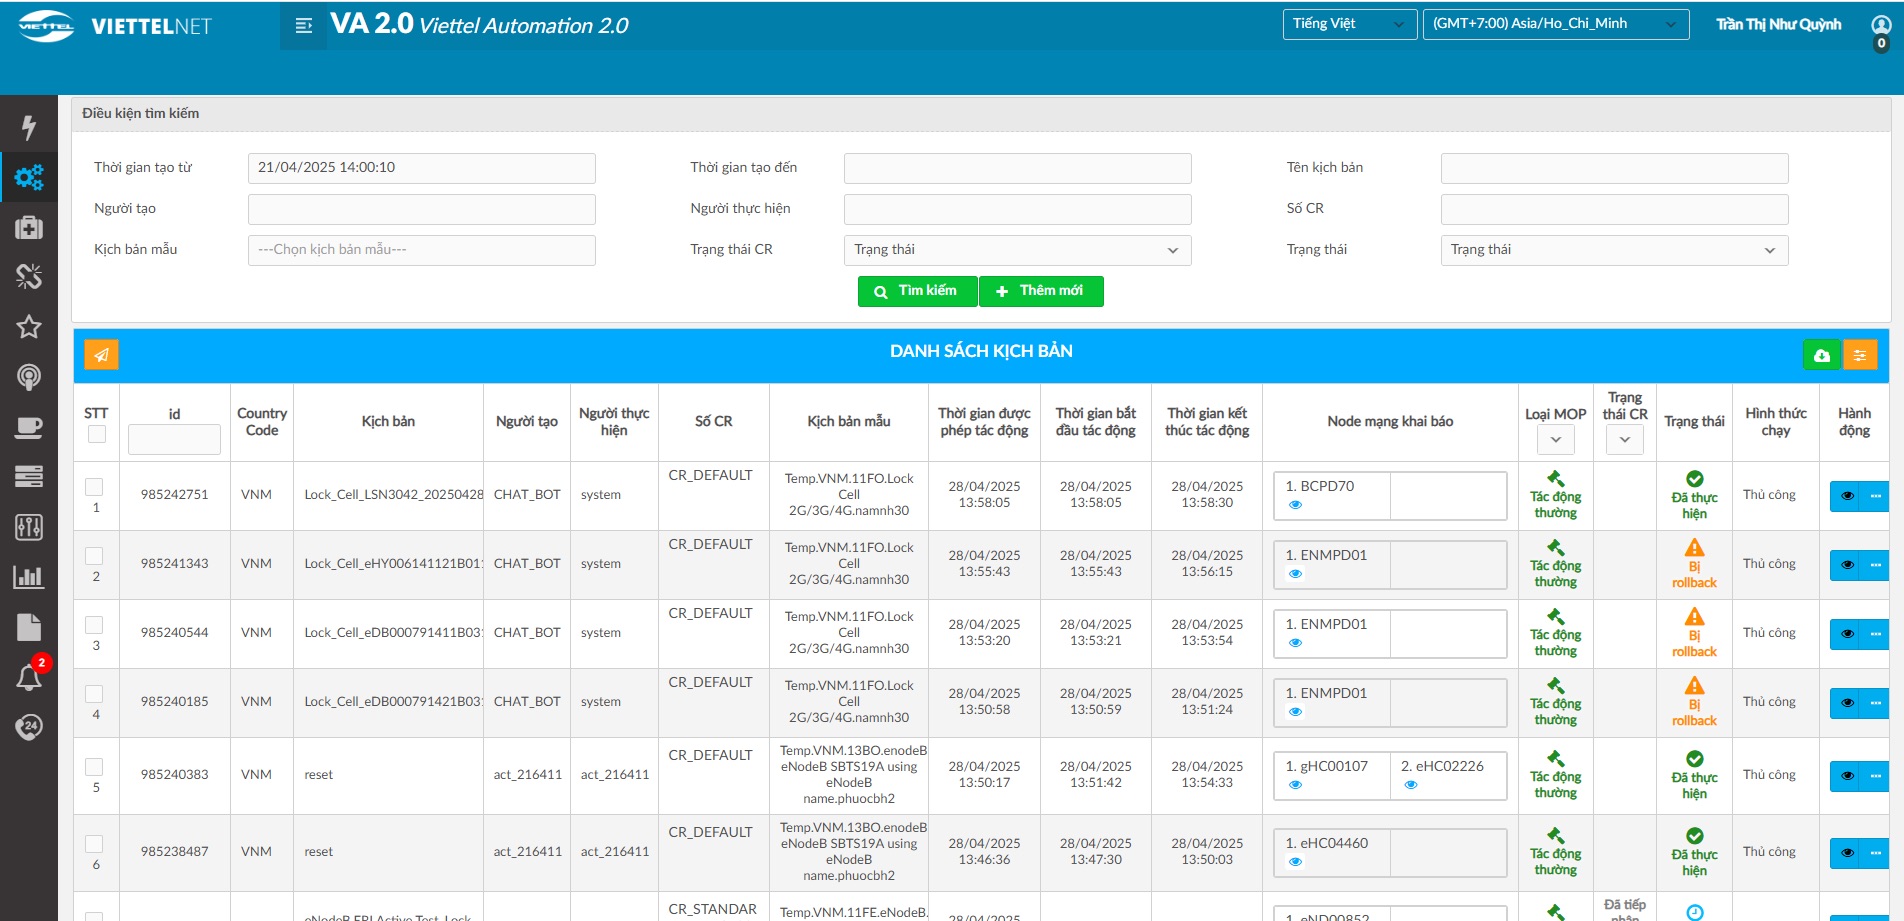 VIETTEL
VIETTELNET
VA 2.0 Viettel Automation 2.0
Tiếng Việt
(GMT+7:00) Asia/Ho_Chi_Minh
Trần Thị Như Quỳnh
0
Điều kiện tìm kiếm
Thời gian tạo từ
21/04/2025 14:00:10
Thời gian tạo đến
Tên kịch bản
Người tạo
Người thực hiện
Số CR
Kịch bản mẫu
---Chọn kịch bản mẫu---
Trạng thái CR
Trạng thái
Trạng thái
Trạng thái
Tìm kiếm
Thêm mới
DANH SÁCH KỊCH BẢN
STT
id
Country
Code
Kịch bản
Người tạo
Người thực
hiện
Số CR
Kịch bản mẫu
Thời gian được
phép tác động
Thời gian bắt
đầu tác động
Thời gian kết
thúc tác động
Node mạng khai báo
Loại MOP
Trạng
thái CR
Trạng thái
Hình thức
chạy
Hành
động
1
985242751
VNM
Lock_Cell_LSN3042_20250428
CHAT_BOT
system
CR_DEFAULT
Temp.VNM.11FO.Lock
Cell
2G/3G/4G.namnh30
28/04/2025
13:58:05
28/04/2025
13:58:05
28/04/2025
13:58:30
1. BCPD70
Tác động
thường
Đã thực
hiện
Thủ công
2
985241343
VNM
Lock_Cell_eHY006141121B01
CHAT_BOT
system
CR_DEFAULT
Temp.VNM.11FO.Lock
Cell
2G/3G/4G.namnh30
28/04/2025
13:55:43
28/04/2025
13:55:43
28/04/2025
13:56:15
1. ENMPD01
Tác động
thường
Bị
rollback
Thủ công
3
985240544
VNM
Lock_Cell_eDB000791411B03
CHAT_BOT
system
CR_DEFAULT
Temp.VNM.11FO.Lock
Cell
2G/3G/4G.namnh30
28/04/2025
13:53:20
28/04/2025
13:53:21
28/04/2025
13:53:54
1. ENMPD01
Tác động
thường
Bị
rollback
Thủ công
4
985240185
VNM
Lock_Cell_eDB000791421B03
CHAT_BOT
system
CR_DEFAULT
Temp.VNM.11FO.Lock
Cell
2G/3G/4G.namnh30
28/04/2025
13:50:58
28/04/2025
13:50:59
28/04/2025
13:51:24
1. ENMPD01
Tác động
thường
Bị
rollback
Thủ công
5
985240383
VNM
reset
act_216411
act_216411
CR_DEFAULT
Temp.VNM.13BO.enodeB
eNodeB SBTS19A using
eNodeB
name.phuocbh2
28/04/2025
13:50:17
28/04/2025
13:51:42
28/04/2025
13:54:33
1. gHC00107
2. eHC02226
Tác động
thường
Đã thực
hiện
Thủ công
6
985238487
VNM
reset
act_216411
act_216411
CR_DEFAULT
Temp.VNM.13BO.enodeB
eNodeB SBTS19A using
eNodeB
name.phuocbh2
28/04/2025
13:46:36
28/04/2025
13:47:30
28/04/2025
13:50:03
1. eHC04460
Tác động
thường
Đã thực
hiện
Thủ công
eNodeB ERI Active Test Lock
CR_STANDAR
Temp.VNM.11FE.eNodeB.
28/04/2025
1. eND00852
Đã tiếp
nhận
2
24